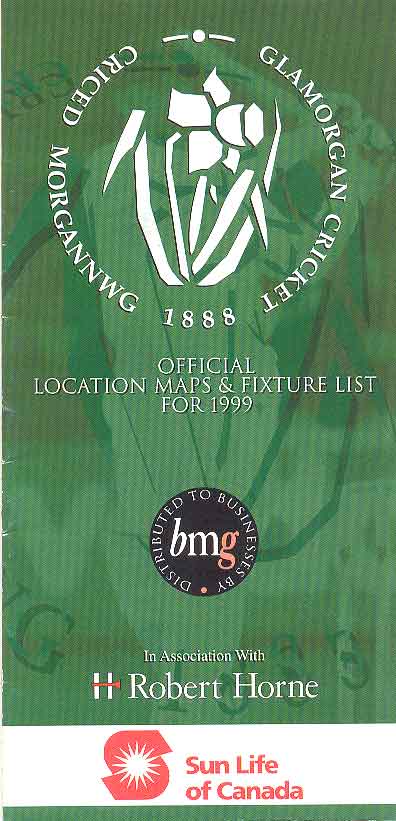 CRICED MORGANNWG
GLAMORGAN CRICKET
1888
OFFICIAL
LOCATION MAPS & FIXTURE LIST
FOR 1999
DISTRIBUTED TO BUSINESSES BY
bmg
In Association With
H Robert Horne
Sun Life
of Canada